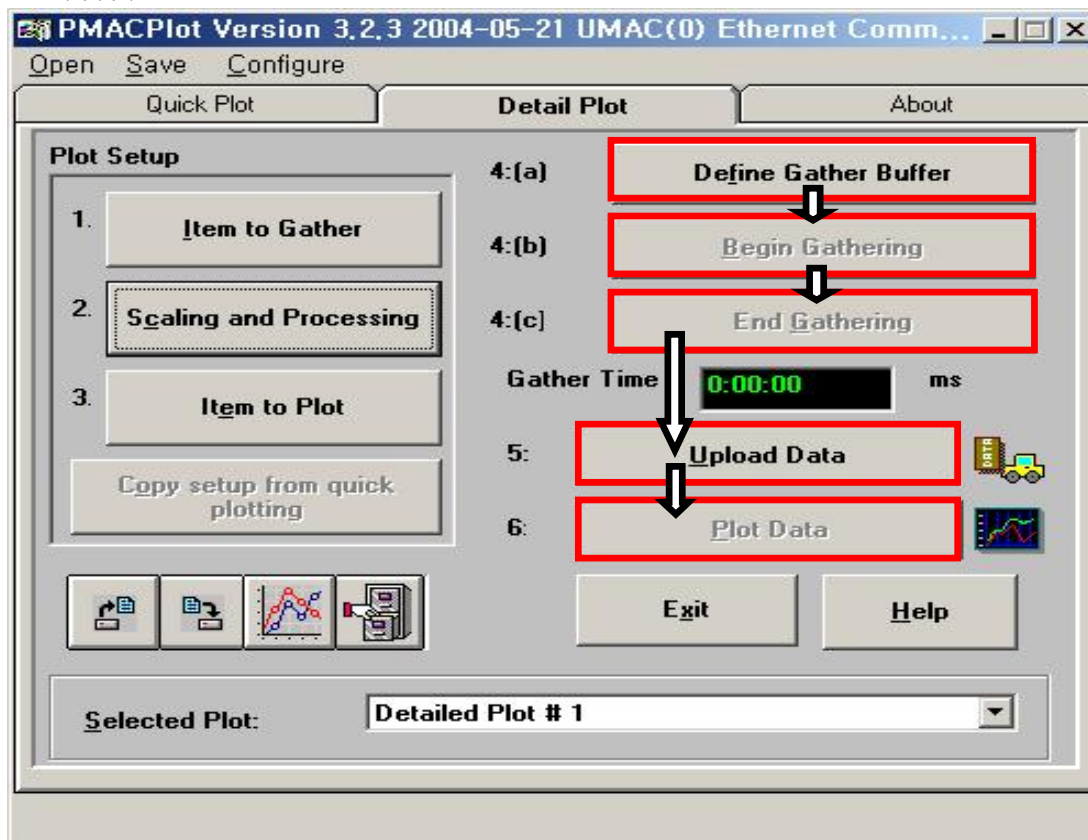 PMACPlot Version 3,2,3 2004-05-21 UMAC(0) Ethernet Comm...
Open Save Configure
Quick Plot Detail Plot About
Plot Setup
1. Item to Gather
2. Scaling and Processing
3. Item to Plot
Copy setup from quick
plotting
4:(a) Define Gather Buffer
4:(b) Begin Gathering
4:(c) End Gathering
Gather Time 0:00:00 ms
5: Upload Data
DATA
6: Plot Data
Exit Help
Selected Plot: Detailed Plot # 1